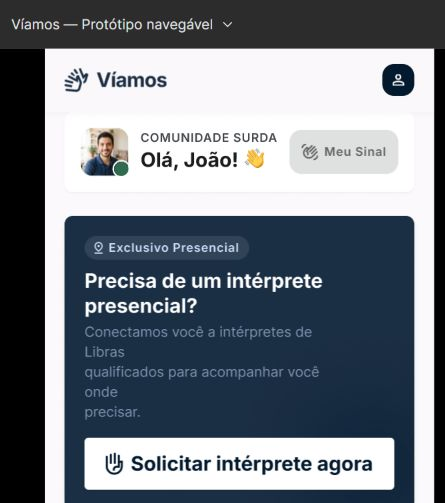 Víamos — Protótipo navegável
Víamos
COMUNIDADE SURDA
Olá, João! 👋
Meu Sinal
Exclusivo Presencial
Precisa de um intérprete
presencial?
Conectamos você a intérpretes de
Libras
qualificados para acompanhar você
onde
precisar.
Solicitar intérprete agora